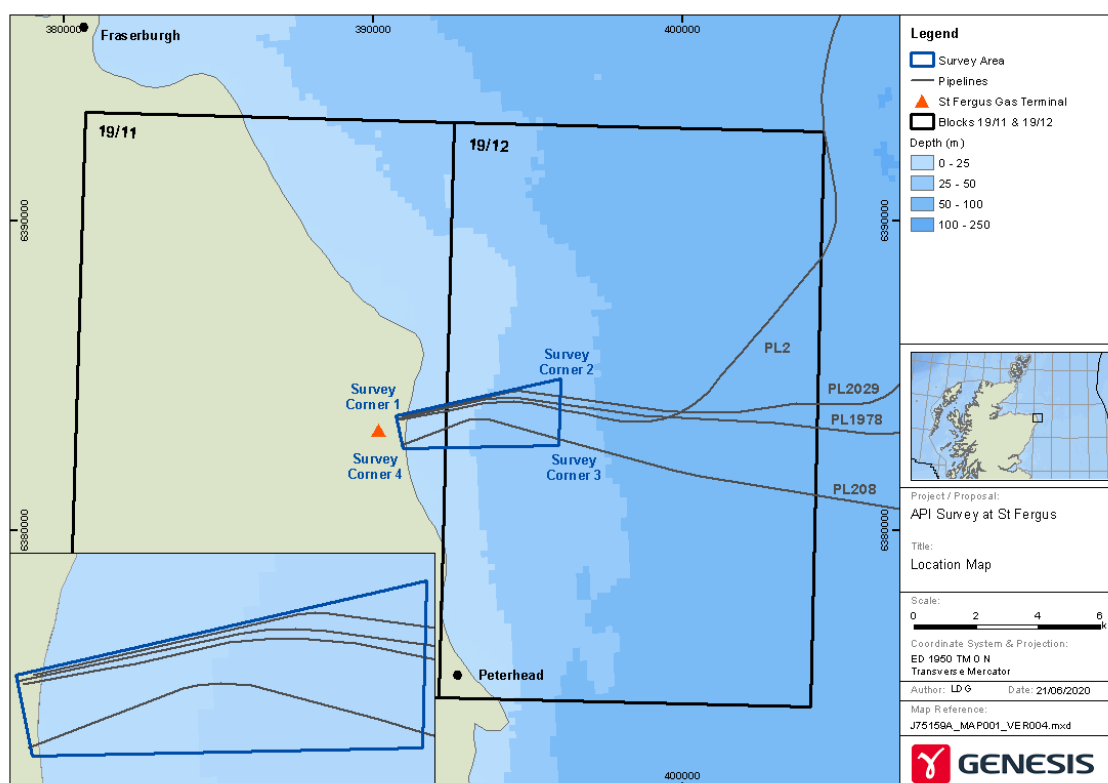 380000
390000
400000
Fraserburgh
19/11
19/12
6390000
6390000
PL2
Survey
Corner 2
Survey
Corner 1
PL2029
PL1978
Survey
Corner 4
Survey
Corner 3
PL208
6380000
6380000
Peterhead
400000
Legend
Survey Area
Pipelines
St Fergus Gas Terminal
Blocks 19/11 & 19/12
Depth (m)
0 - 25
25 - 50
50 - 100
100 - 250
Project / Proposal:
API Survey at St Fergus
Title:
Location Map
Scale:
0 2 4 6
k
Coordinate System & Projection:
ED 1950 TM 0 N
Transverse Mercator
Author: LDG Date: 21/06/2020
Map Reference:
J75159A_MAP001_VER004.mxd
GENESIS